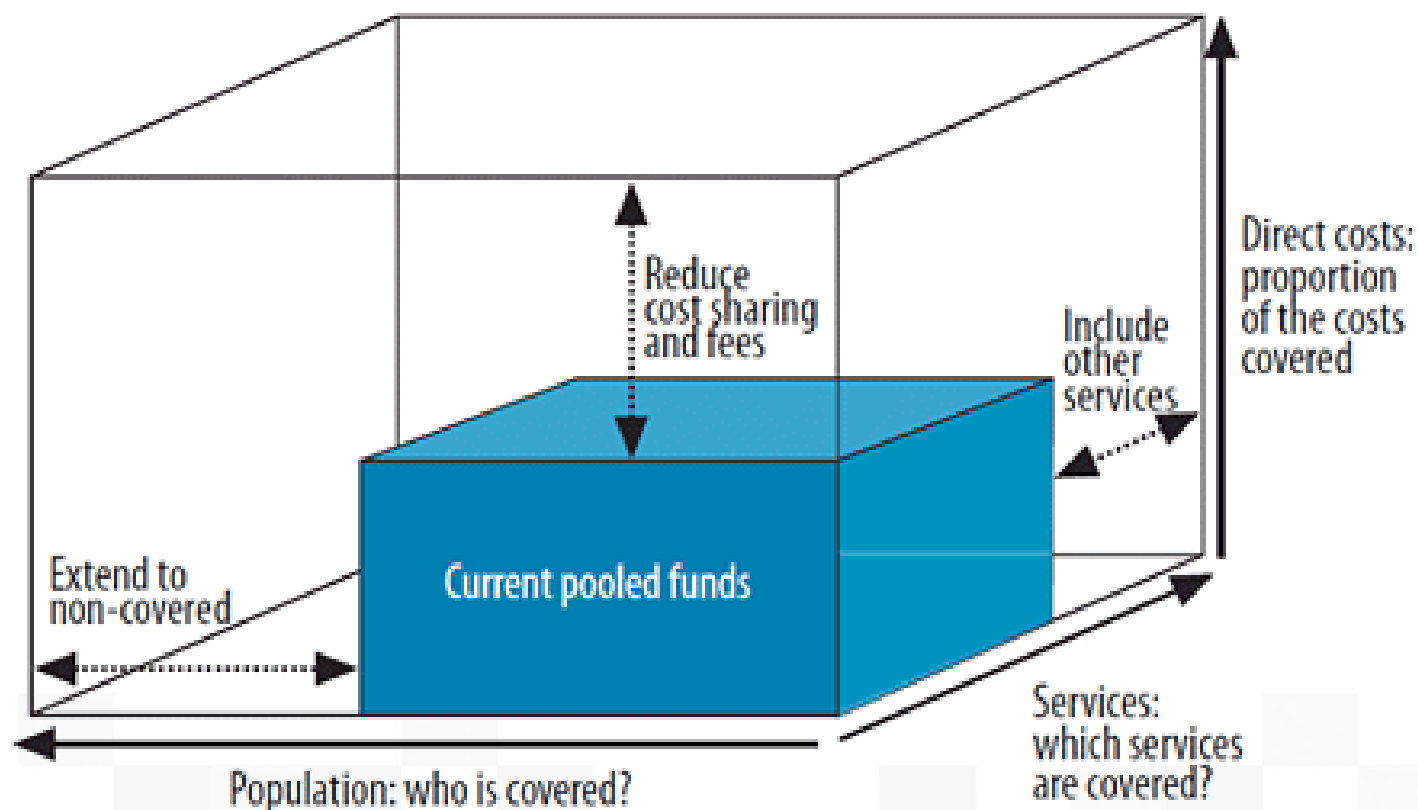 Reduce
cost sharing
and fees
Direct costs:
proportion
of the costs
covered
Include
other
services
Extend to
non-covered
Current pooled funds
Services:
which services
are covered?
Population: who is covered?